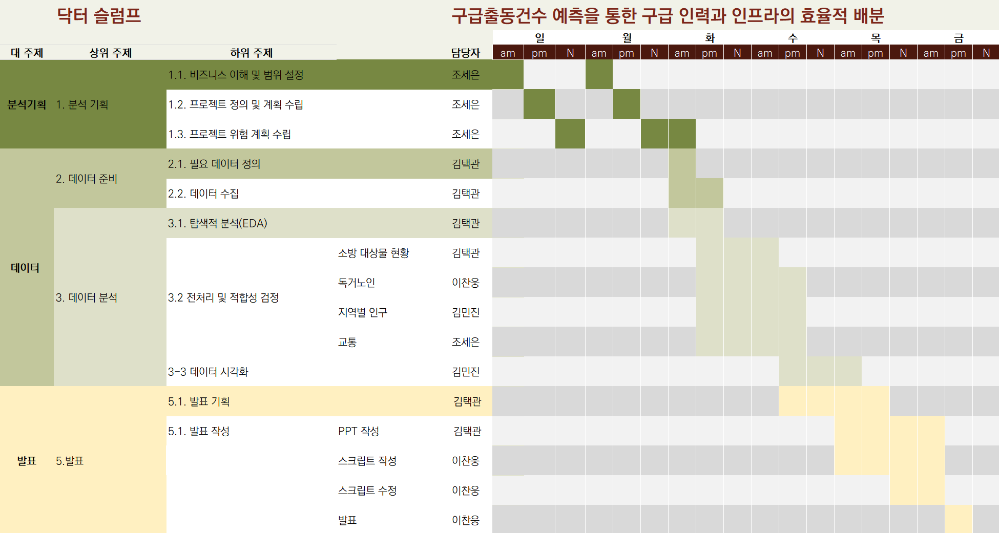 닥터 슬럼프 구급출동건수 예측을 통한 구급 인력과 인프라의 효율적 배분
일 월 화 수 목 금
대 주제 상위 주제 하위 주제 담당자 am pm N am pm N am pm N am pm N am pm N am pm N
1.1. 비즈니스 이해 및 범위 설정 조세은
분석기획 1. 분석 기획 1.2. 프로젝트 정의 및 계획 수립 조세은
1.3. 프로젝트 위험 계획 수립 조세은
2.1. 필요 데이터 정의 김택관
2. 데이터 준비
2.2. 데이터 수집 김택관
3.1. 탐색적 분석(EDA) 김택관
소방 대상물 현황 김택관
데이터
독거노인 이찬웅
3. 데이터 분석 3.2 전처리 및 적합성 검정
지역별 인구 김민진
교통 조세은
3-3 데이터 시각화 김민진
5.1. 발표 기획 김택관
5.1. 발표 작성 PPT 작성 김택관
발표 5.발표 스크립트 작성 이찬웅
스크립트 수정 이찬웅
발표 이찬웅